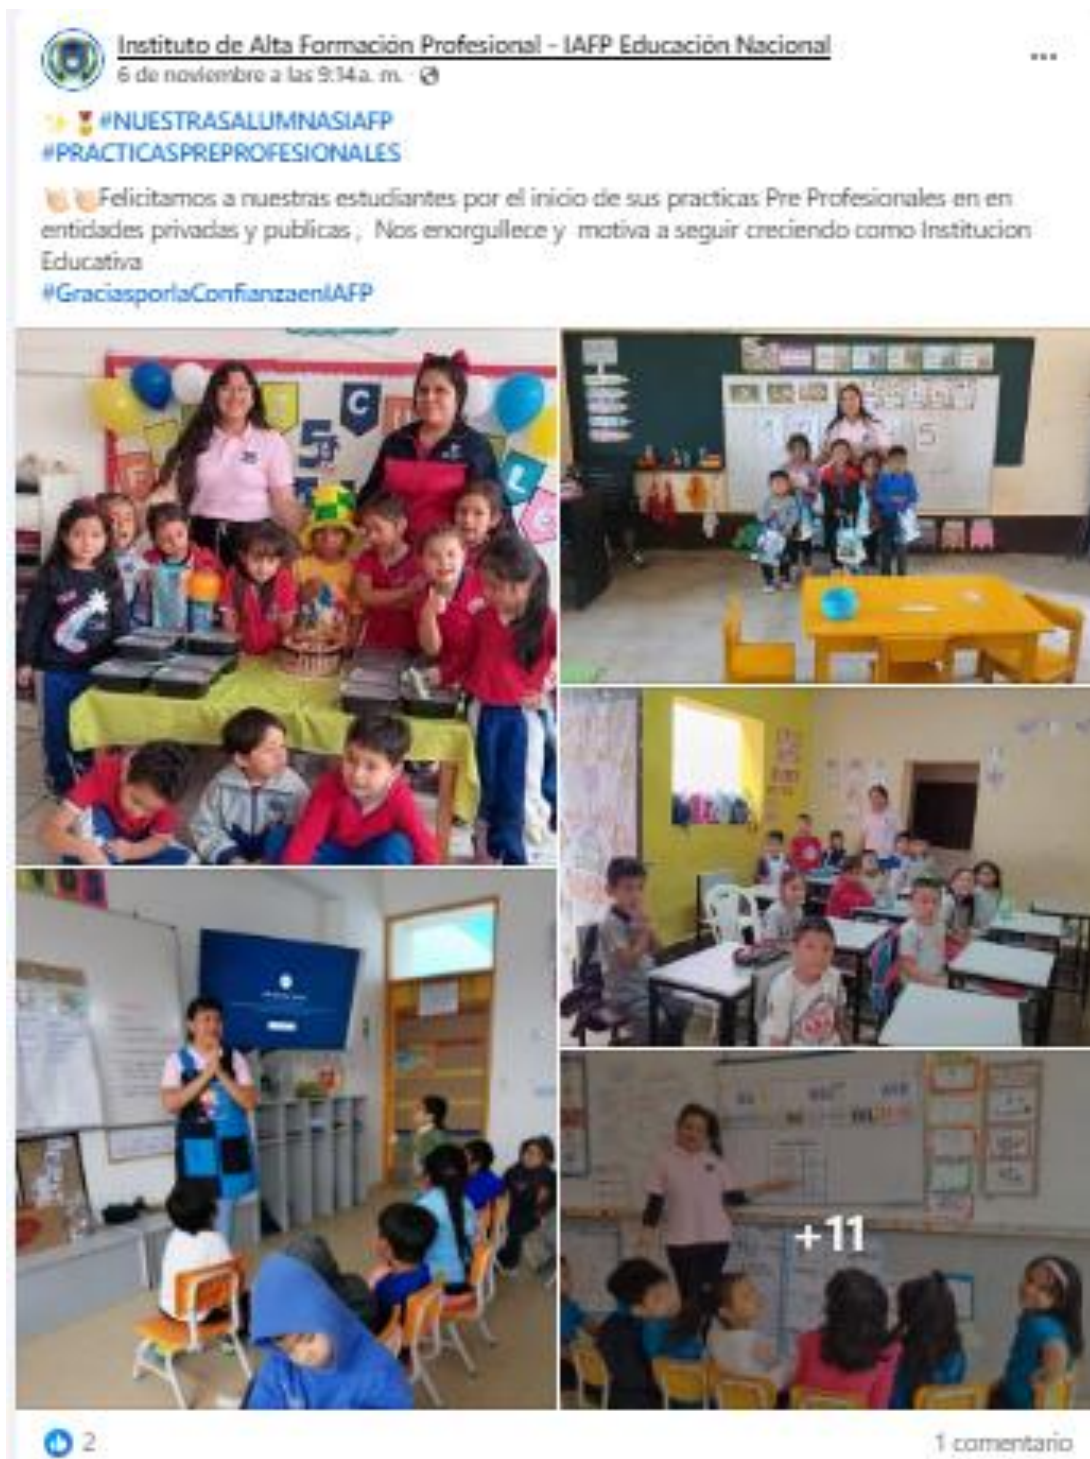 Instituto de Alta Formación Profesional - IAFP Educación Nacional
6 de noviembre a las 9:14 a. m. ·
#NUESTRASALUMNASIAFP
#PRACTICASPREPROFESIONALES
Felicitamos a nuestras estudiantes por el inicio de sus practicas Pre Profesionales en en
entidades privadas y publicas , Nos enorgullece y motiva a seguir creciendo como Institucion
Educativa
#GraciasporlaConfianzaenIAFP
5
+11
2
1 comentario